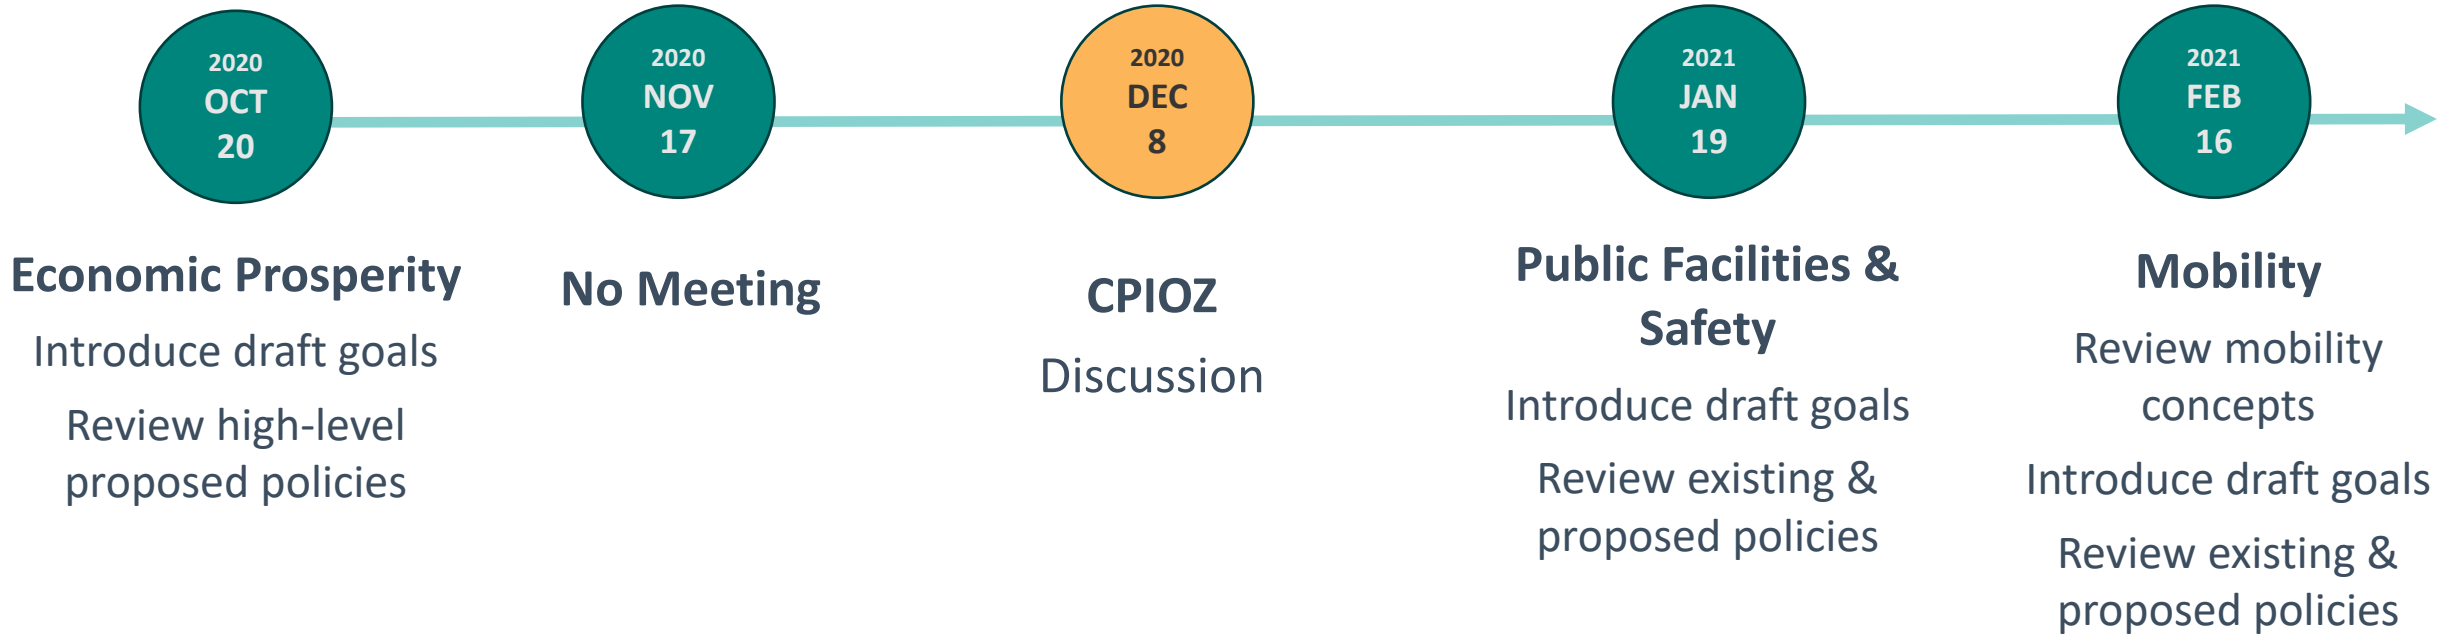 2020
OCT
20
Economic Prosperity
Introduce draft goals
Review high-level
proposed policies
2020
NOV
17
No Meeting
2020
DEC
8
CPIOZ
Discussion
2021
JAN
19
Public Facilities &
Safety
Introduce draft goals
Review existing &
proposed policies
2021
FEB
16
Mobility
Review mobility
concepts
Introduce draft goals
Review existing &
proposed policies